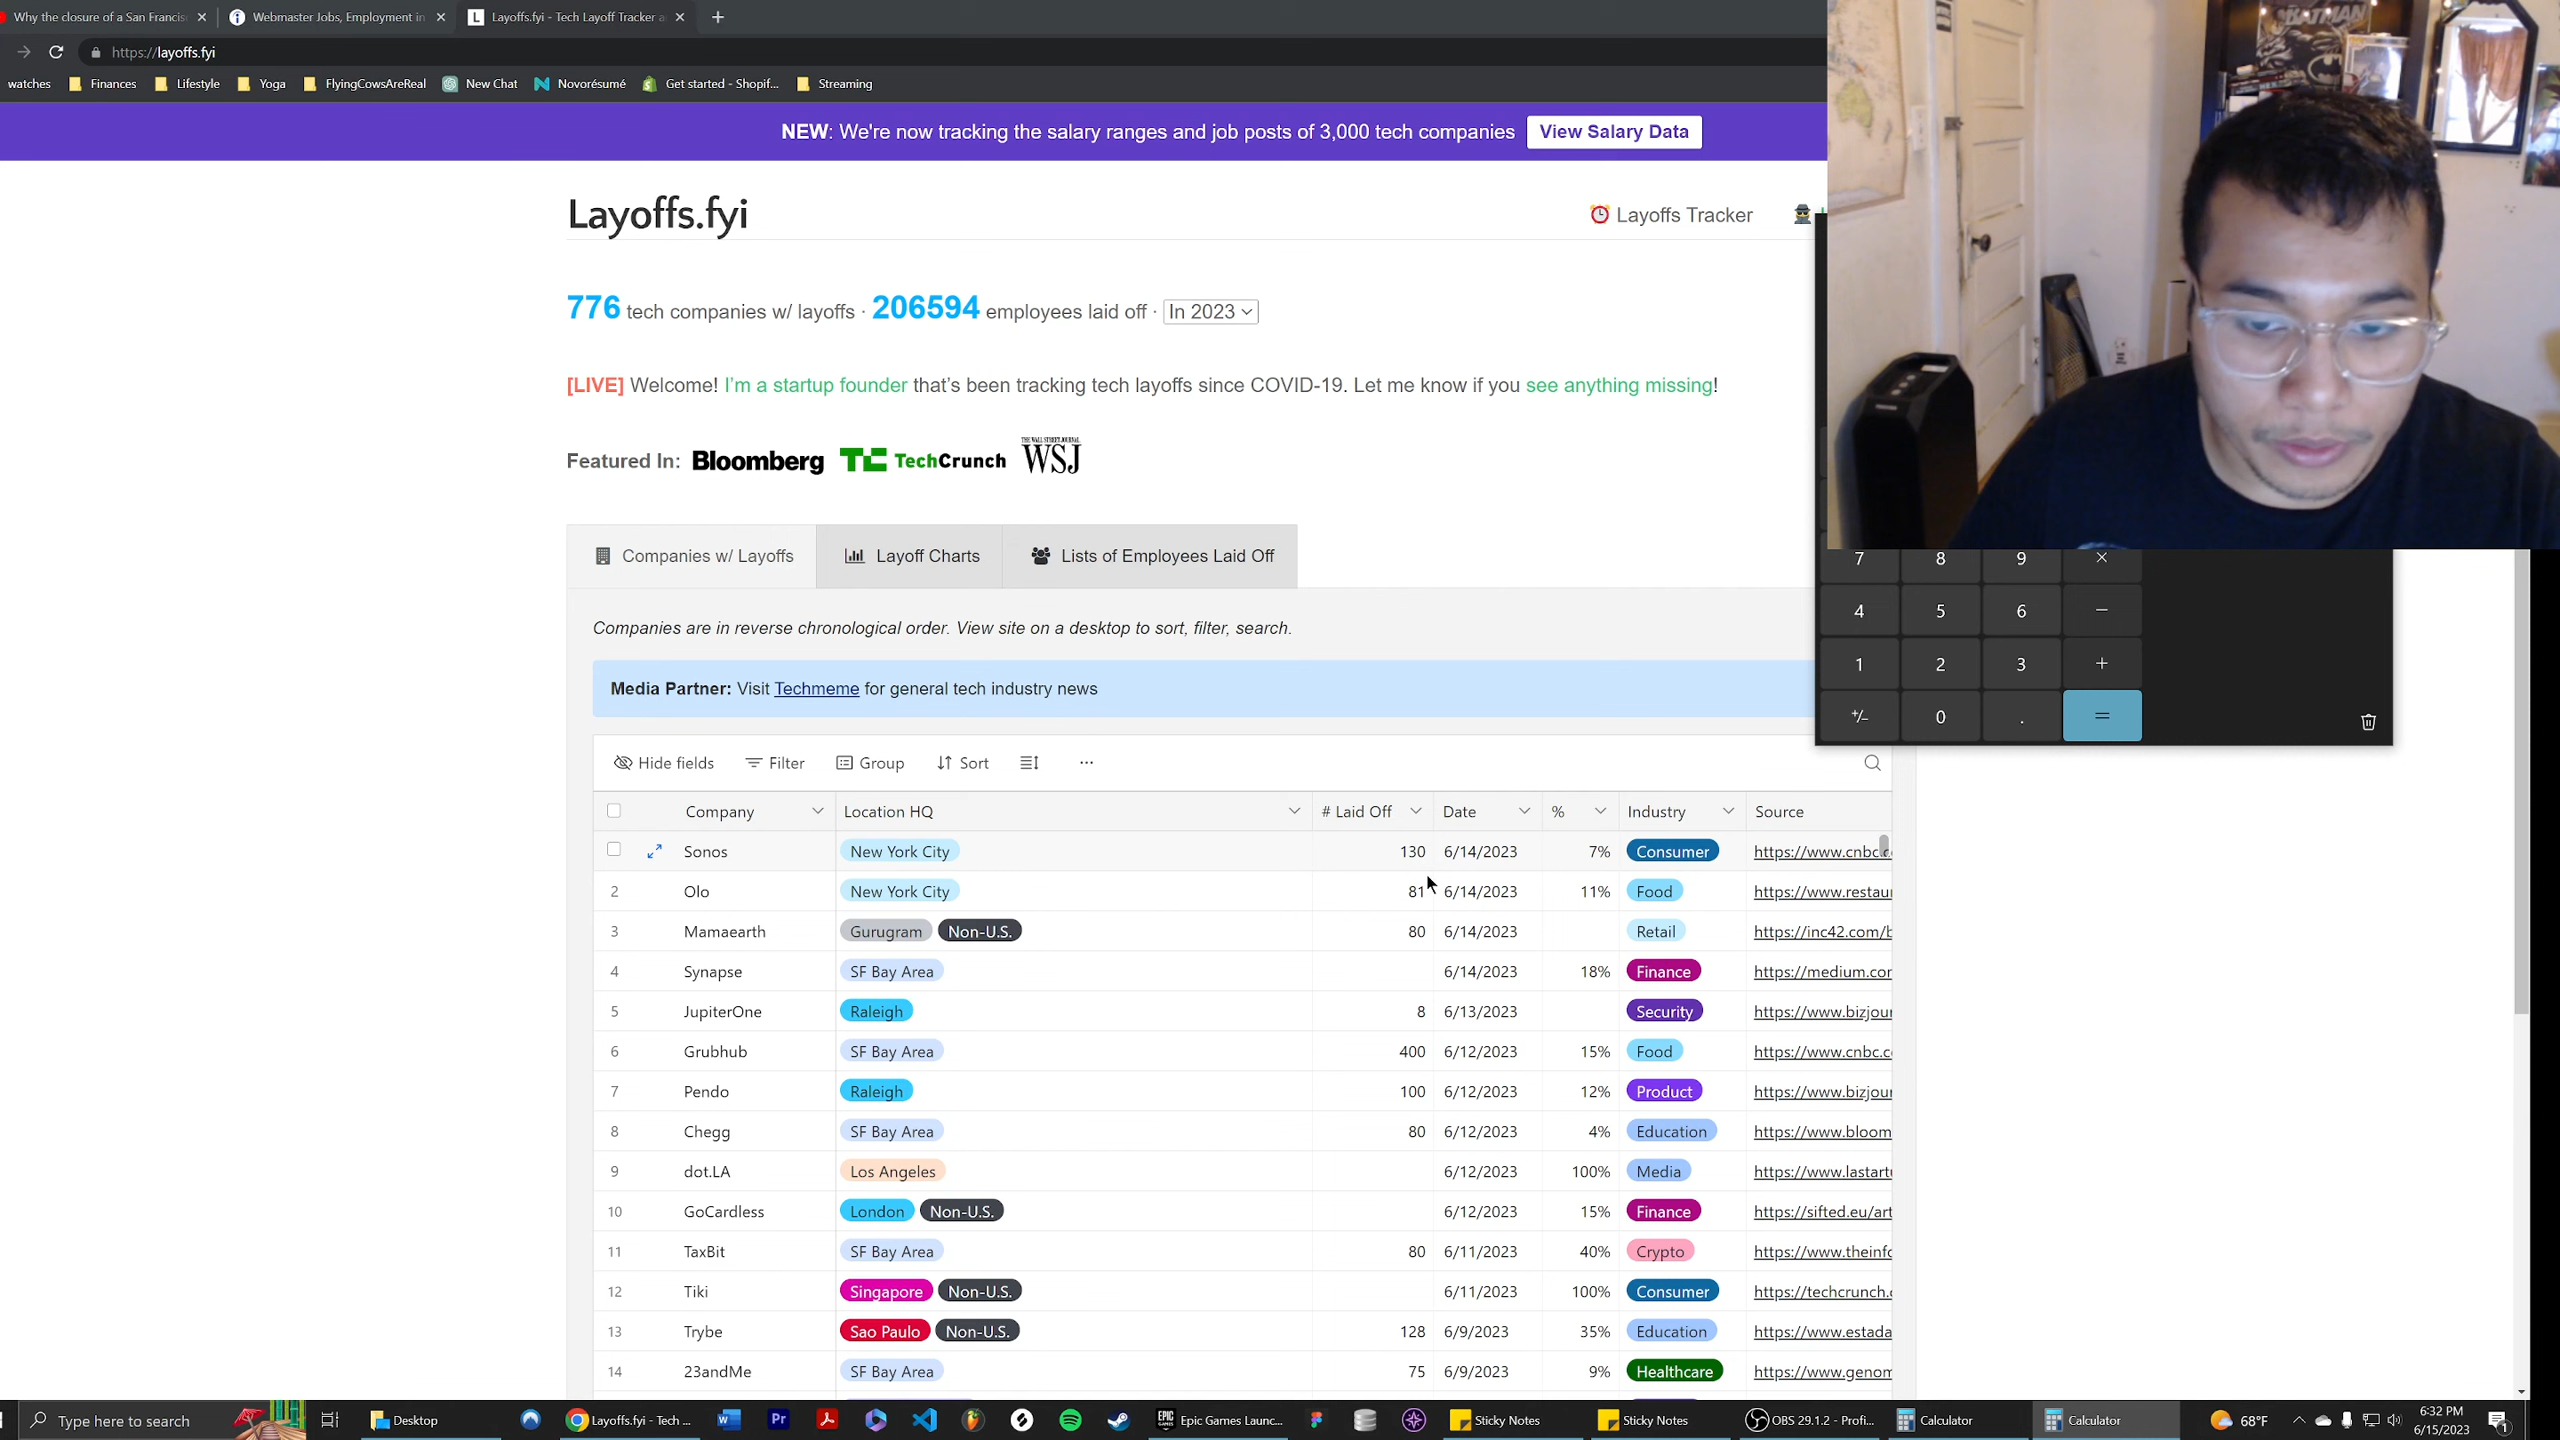 Why the closure of a San Francis
Webmaster Jobs, Employment in
Layoffs.fyi - Tech Layoff Tracker a
https://layoffs.fyi
watches Finances Lifestyle Yoga FlyingCowsAreReal New Chat Novorésumé Get started - Shopif... Streaming
NEW: We're now tracking the salary ranges and job posts of 3,000 tech companies View Salary Data
Layoffs.fyi
Layoffs Tracker
776 tech companies w/ layoffs · 206594 employees laid off · In 2023
[LIVE] Welcome! I'm a startup founder that's been tracking tech layoffs since COVID-19. Let me know if you see anything missing!
Featured In: Bloomberg TC TechCrunch THE WALL STREET JOURNAL WSJ
BATMAN
Companies w/ Layoffs Layoff Charts Lists of Employees Laid Off
Companies are in reverse chronological order. View site on a desktop to sort, filter, search.
Media Partner: Visit Techmeme for general tech industry news
7 8 9 ×
4 5 6 −
1 2 3 +
+/− 0 . =
Hide fields Filter Group Sort ...
Company Location HQ # Laid Off Date % Industry Source
Sonos New York City 130 6/14/2023 7% Consumer https://www.cnbc.c
2 Olo New York City 81 6/14/2023 11% Food https://www.restaur
3 Mamaearth Gurugram Non-U.S. 80 6/14/2023 Retail https://inc42.com/b
4 Synapse SF Bay Area 6/14/2023 18% Finance https://medium.cor
5 JupiterOne Raleigh 8 6/13/2023 Security https://www.bizjour
6 Grubhub SF Bay Area 400 6/12/2023 15% Food https://www.cnbc.c
7 Pendo Raleigh 100 6/12/2023 12% Product https://www.bizjour
8 Chegg SF Bay Area 80 6/12/2023 4% Education https://www.bloom
9 dot.LA Los Angeles 6/12/2023 100% Media https://www.lastart
10 GoCardless London Non-U.S. 6/12/2023 15% Finance https://sifted.eu/art
11 TaxBit SF Bay Area 80 6/11/2023 40% Crypto https://www.theinfo
12 Tiki Singapore Non-U.S. 6/11/2023 100% Consumer https://techcrunch.c
13 Trybe Sao Paulo Non-U.S. 128 6/9/2023 35% Education https://www.estada
14 23andMe SF Bay Area 75 6/9/2023 9% Healthcare https://www.genom
Type here to search Desktop Layoffs.fyi - Tech ... Epic Games Launc... Sticky Notes Sticky Notes OBS 29.1.2 - Profi... Calculator Calculator 68°F 6:32 PM
6/15/2023